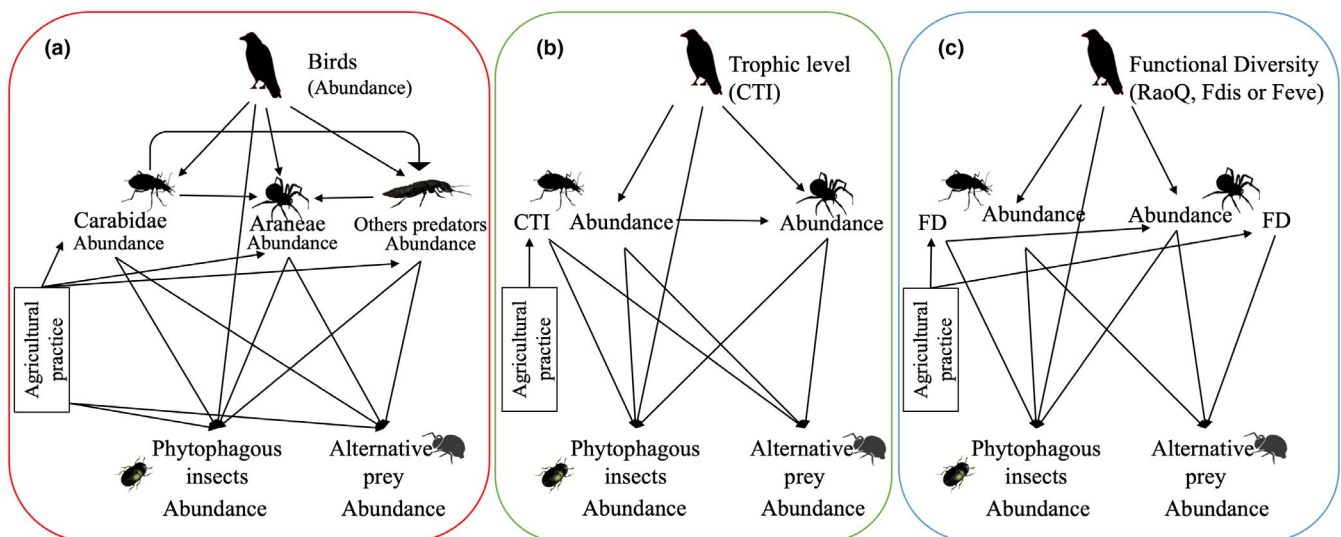 (a)
Birds
(Abundance)
Carabidae
Abundance
Araneae
Abundance
Others predators
Abundance
Agricultural
practice
Phytophagous
insects
Abundance
Alternative
prey
Abundance
(b)
Trophic level
(CTI)
CTI
Abundance
Abundance
Agricultural
practice
Phytophagous
insects
Abundance
Alternative
prey
Abundance
(c)
Functional Diversity
(RaoQ, Fdis or Feve)
FD
Abundance
Abundance
FD
Agricultural
practice
Phytophagous
insects
Abundance
Alternative
prey
Abundance